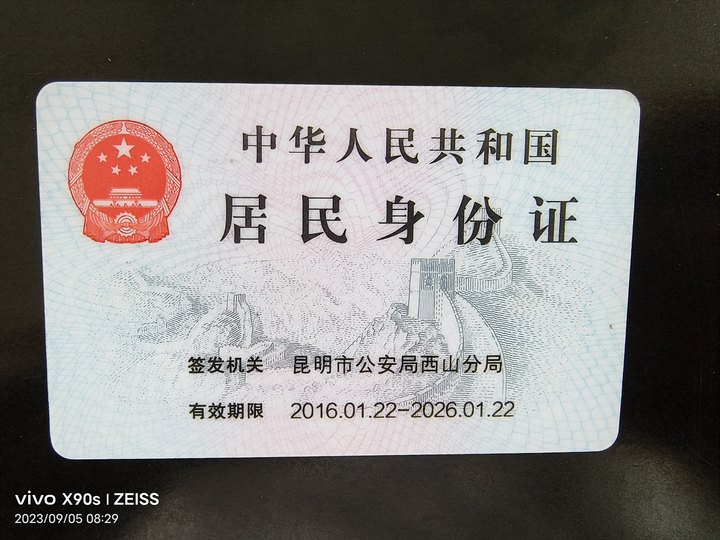 中华人民共和国
居民身份证
签发机关 昆明市公安局西山分局
有效期限 2016.01.22-2026.01.22
vivo X90s | ZEISS
2023/09/05 08:29